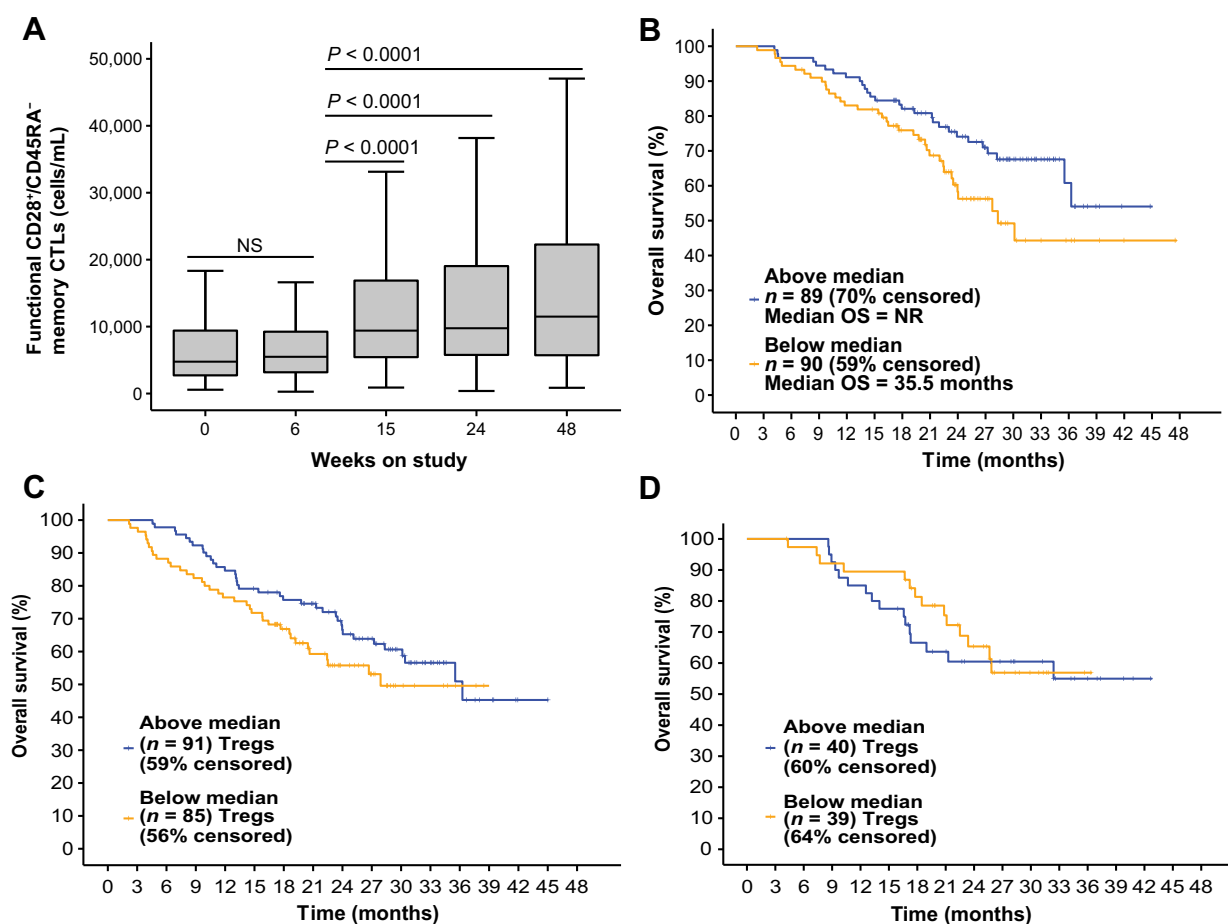 A
Functional CD28⁺/CD45RA⁻
memory CTLs (cells/mL)
50,000
40,000
30,000
20,000
10,000
0
P < 0.0001
P < 0.0001
P < 0.0001
NS
0 6 15 24 48
Weeks on study
B
Overall survival (%)
100
90
80
70
60
50
40
30
20
10
0
Above median
n = 89 (70% censored)
Median OS = NR
Below median
n = 90 (59% censored)
Median OS = 35.5 months
0 3 6 9 12 15 18 21 24 27 30 33 36 39 42 45 48
Time (months)
C
Overall survival (%)
100
90
80
70
60
50
40
30
20
10
0
Above median
(n = 91) Tregs
(59% censored)
Below median
(n = 85) Tregs
(56% censored)
0 3 6 9 12 15 18 21 24 27 30 33 36 39 42 45 48
Time (months)
D
Overall survival (%)
100
90
80
70
60
50
40
30
20
10
0
Above median
(n = 40) Tregs
(60% censored)
Below median
(n = 39) Tregs
(64% censored)
0 3 6 9 12 15 18 21 24 27 30 33 36 39 42 45 48
Time (months)